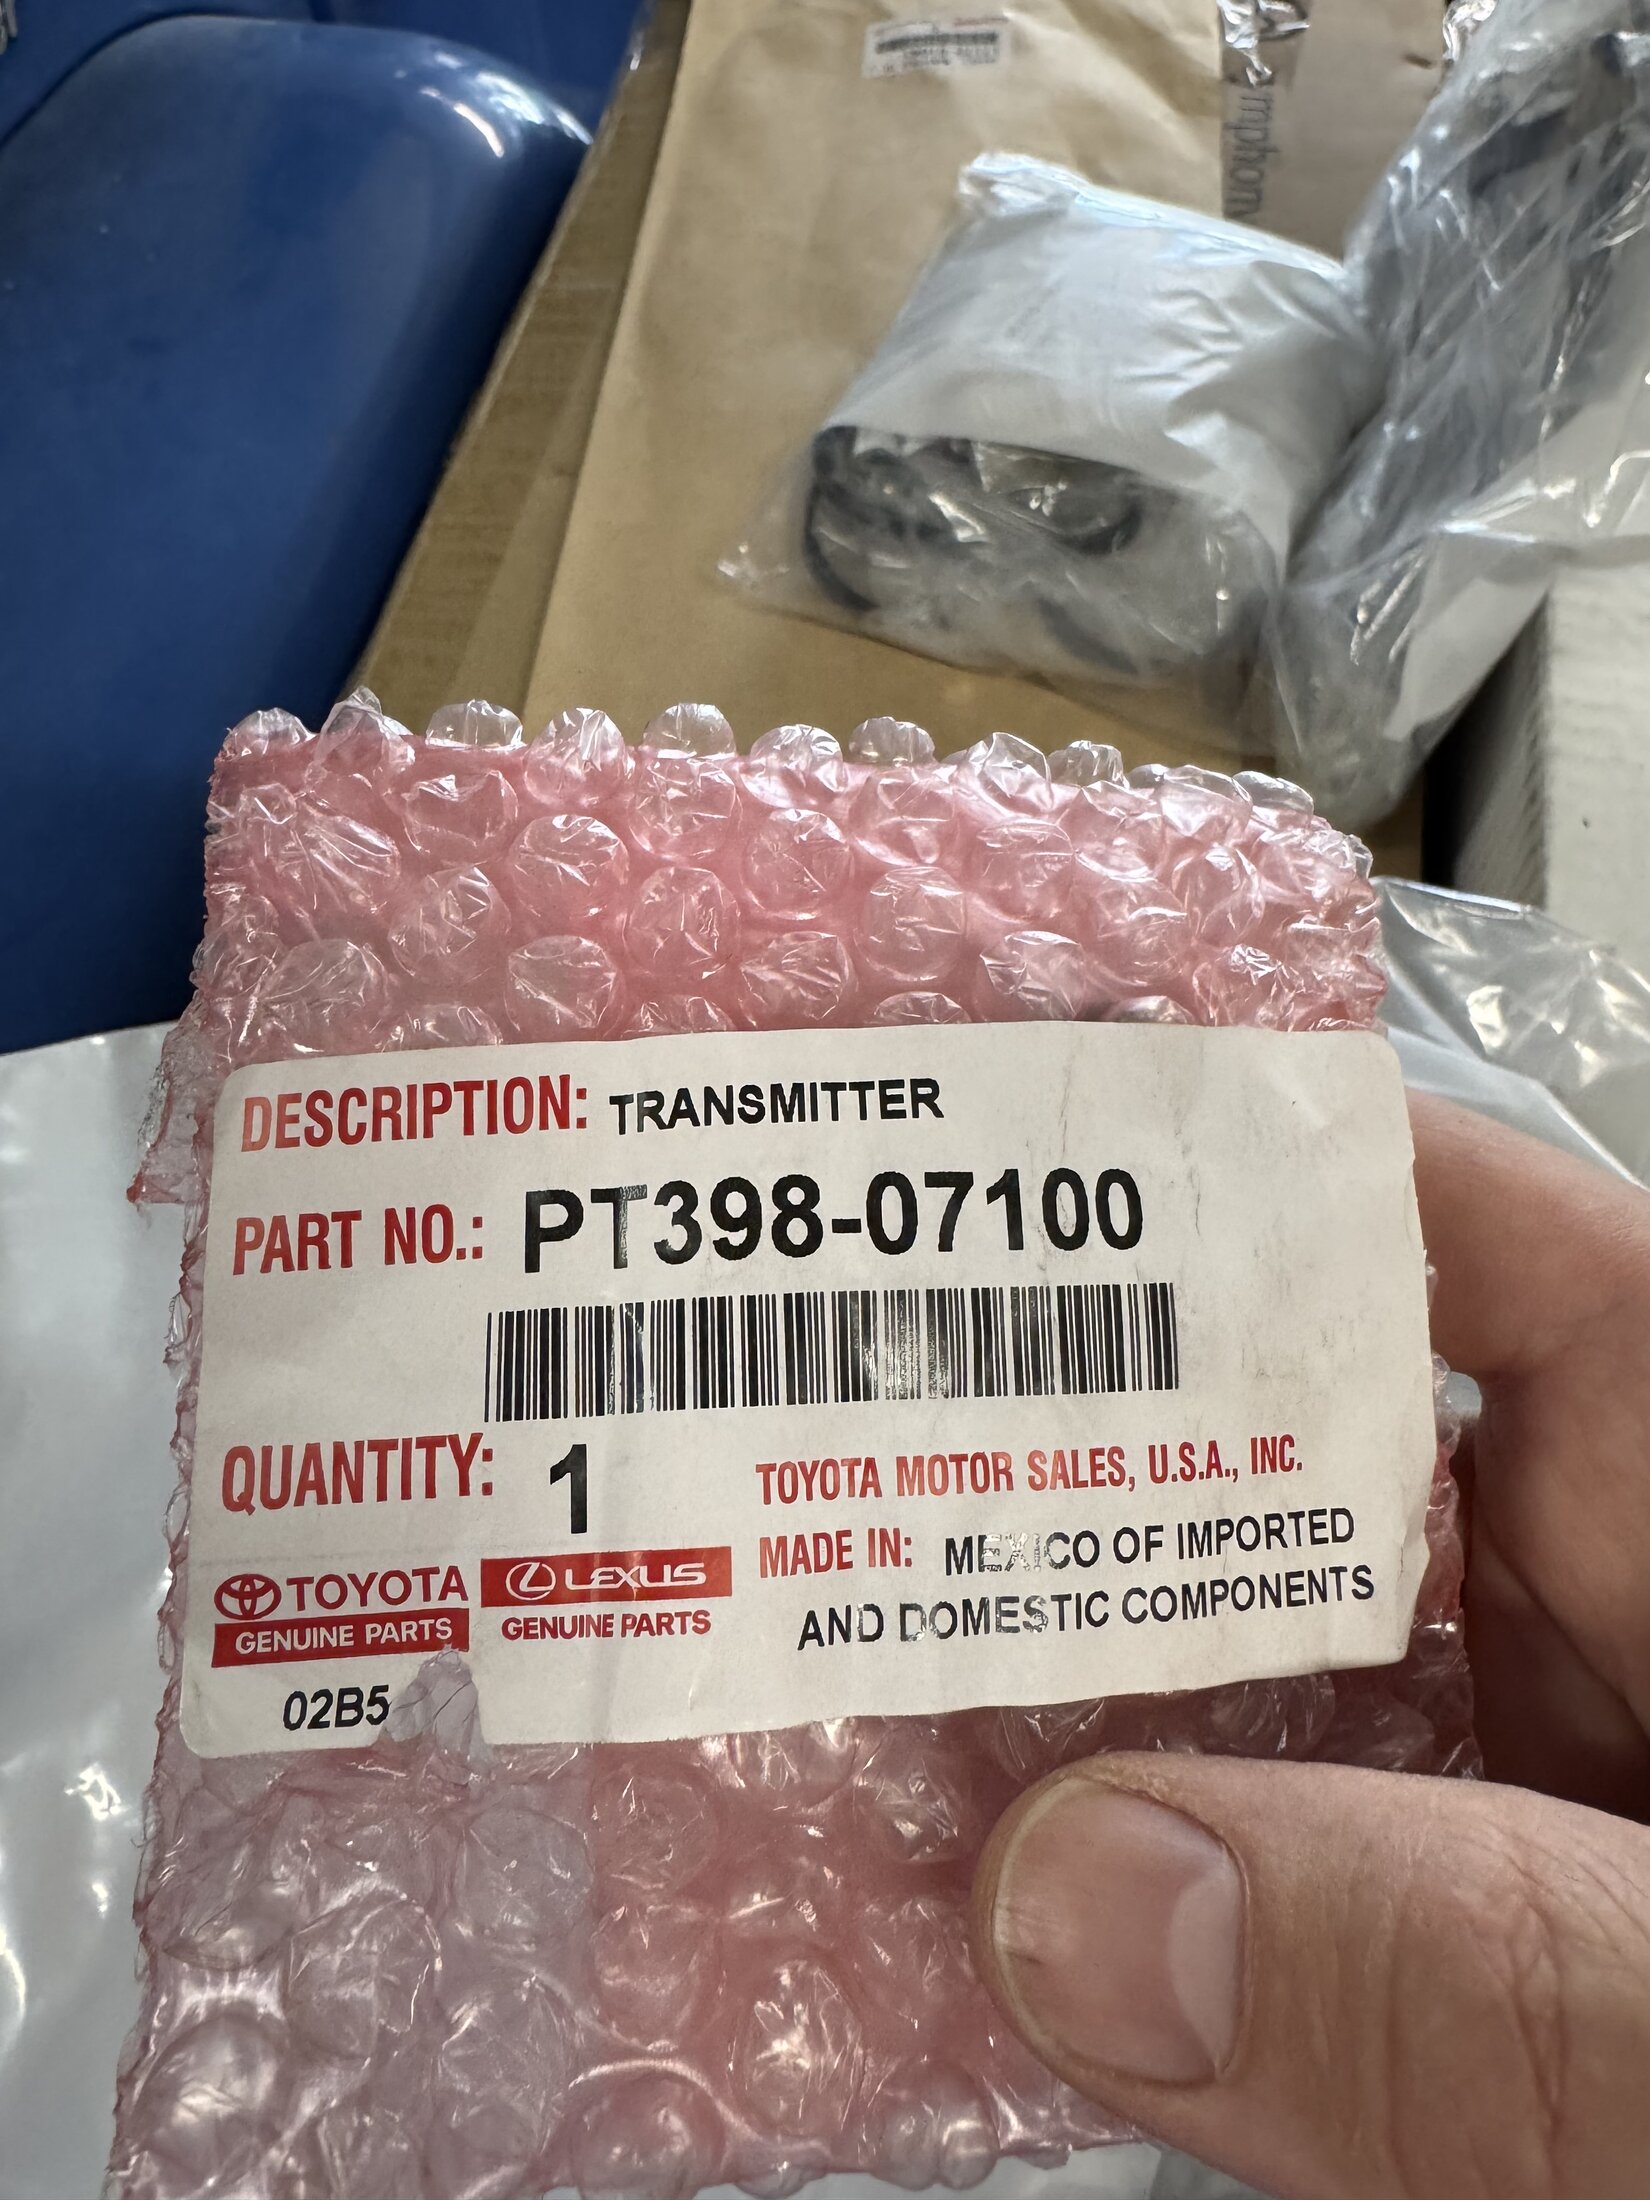 DESCRIPTION: TRANSMITTER
PART NO.: PT398-07100
QUANTITY: 1
TOYOTA MOTOR SALES, U.S.A., INC.
MADE IN: MEXICO OF IMPORTED
AND DOMESTIC COMPONENTS
TOYOTA
GENUINE PARTS
LEXUS
GENUINE PARTS
02B5